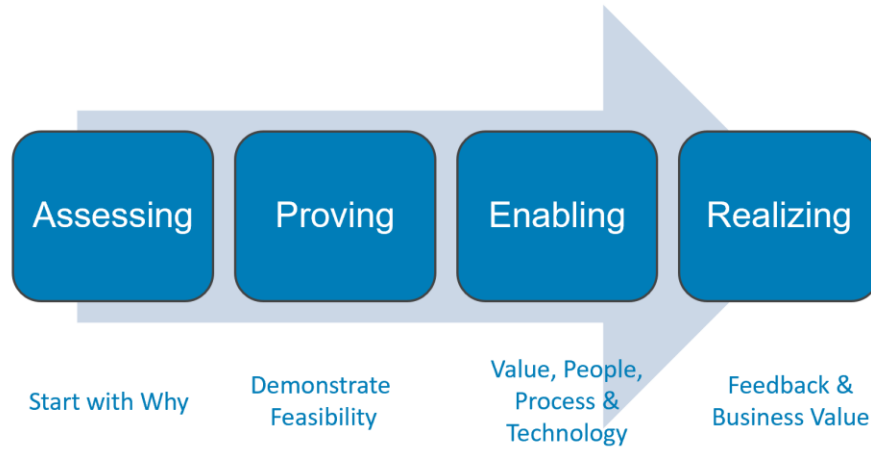 Assessing
Proving
Enabling
Realizing
Start with Why
Demonstrate
Feasibility
Value, People,
Process &
Technology
Feedback &
Business Value